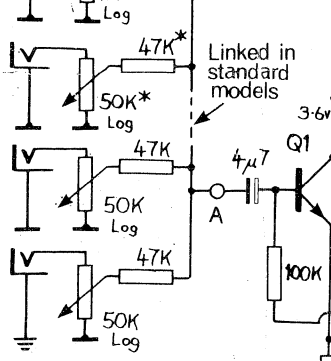 Log
47K*
Linked in
standard
models
50K*
Log
3·6v
47K
4µ7
Q1
50K
Log
A
47K
100K
50K
Log